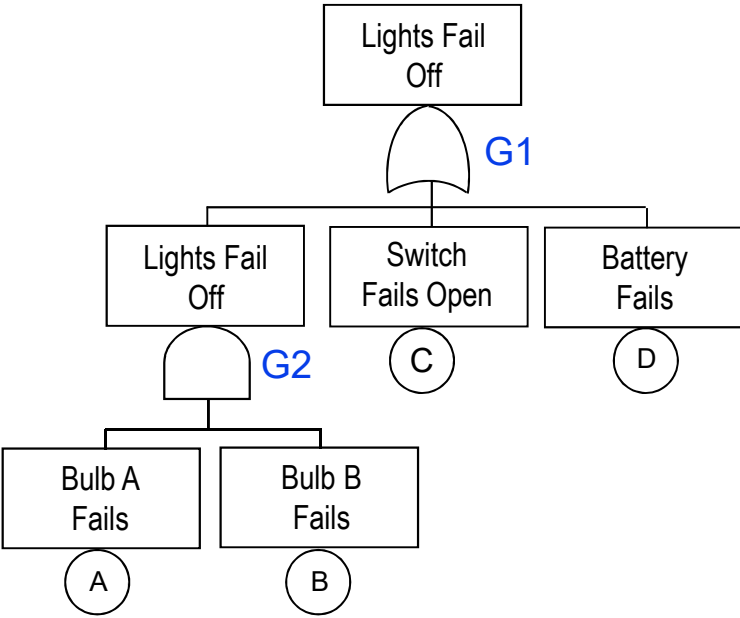 Lights Fail
Off
G1
Lights Fail
Off
Switch
Fails Open
Battery
Fails
G2
C
D
Bulb A
Fails
Bulb B
Fails
A
B